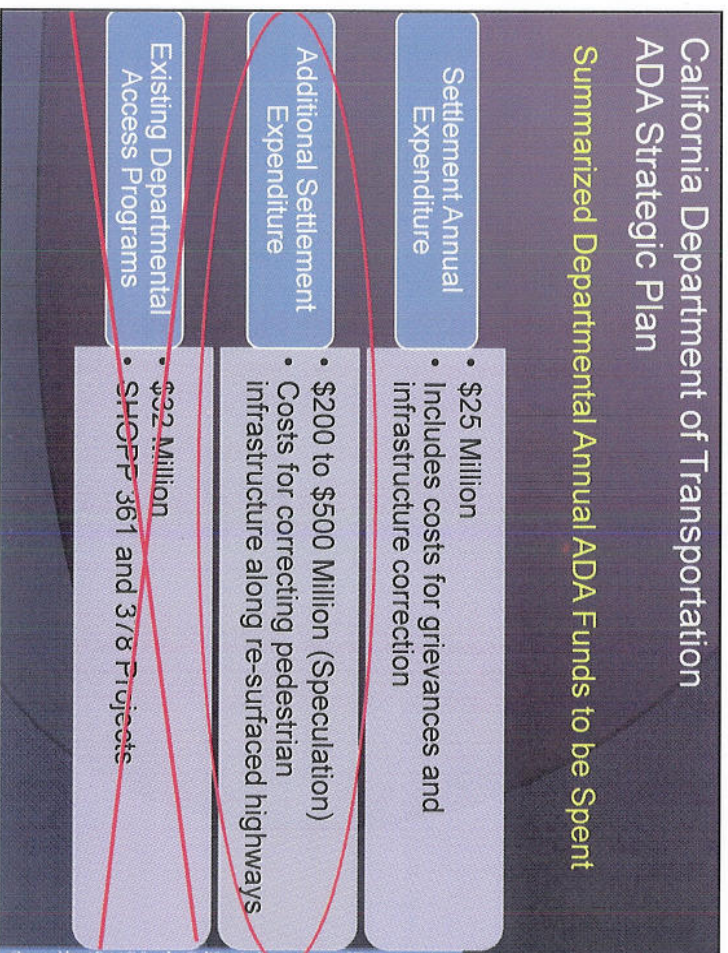 California Department of Transportation
ADA Strategic Plan
Summarized Departmental Annual ADA Funds to be Spent
Settlement Annual
Expenditure
• $25 Million
• Includes costs for grievances and
infrastructure correction
Additional Settlement
Expenditure
• $200 to $500 Million (Speculation)
• Costs for correcting pedestrian
infrastructure along re-surfaced highways
Existing Departmental
Access Programs
• $32 Million
• SHOPP 361 and 378 Projects